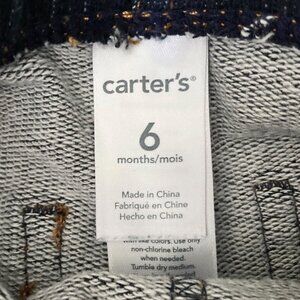 carter's®
6
months/mois
Made in China
Fabriqué en Chine
Hecho en China
with like colors. Use only
non-chlorine bleach
when needed.
Tumble dry medium.